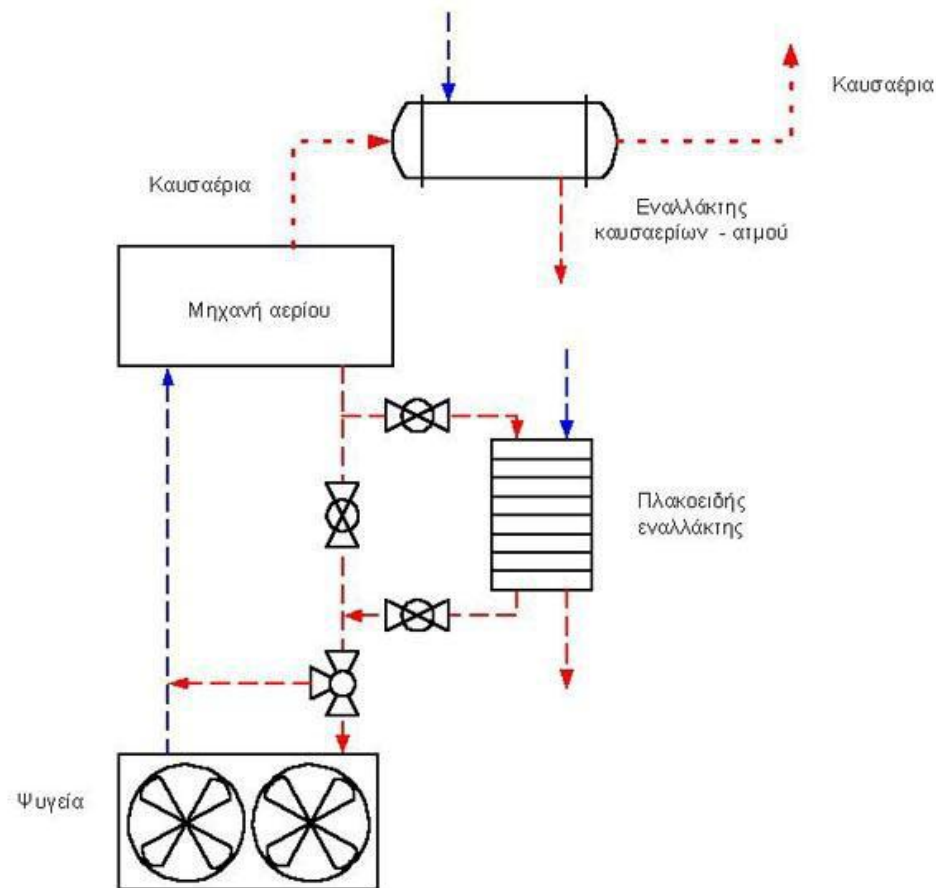 Καυσαέρια
Καυσαέρια
Εναλλάκτης
καυσαερίων - ατμού
Μηχανή αερίου
Πλακοειδής
εναλλάκτης
Ψυγεία